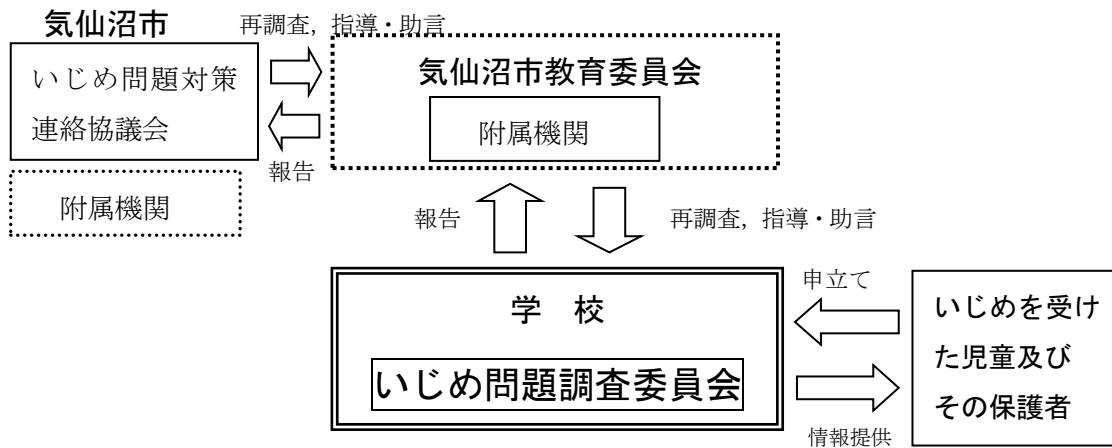 気仙沼市
再調査，指導・助言
いじめ問題対策
連絡協議会
気仙沼市教育委員会
附属機関
報告
附属機関
報告
再調査，指導・助言
学　校
いじめ問題調査委員会
申立て
情報提供
いじめを受け
た児童及び
その保護者